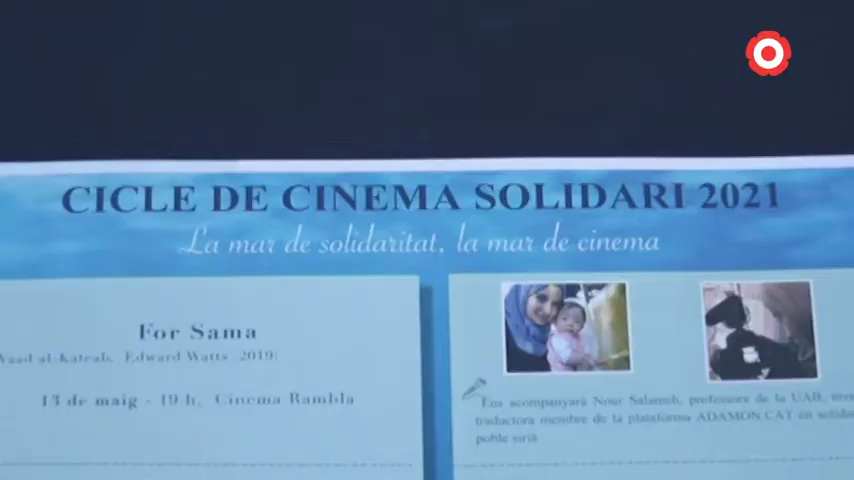 CICLE DE CINEMA SOLIDARI 2021
La mar de solidaritat, la mar de cinema
For Sama
Waad al-Kateab, Edward Watts (2019)
13 de maig - 19 h, Cinema Rambla
Ens acompanyarà Nour Salameh, professora de la UAB,
traductora membre de la plataforma ADAMON.CAT en
poble sirià